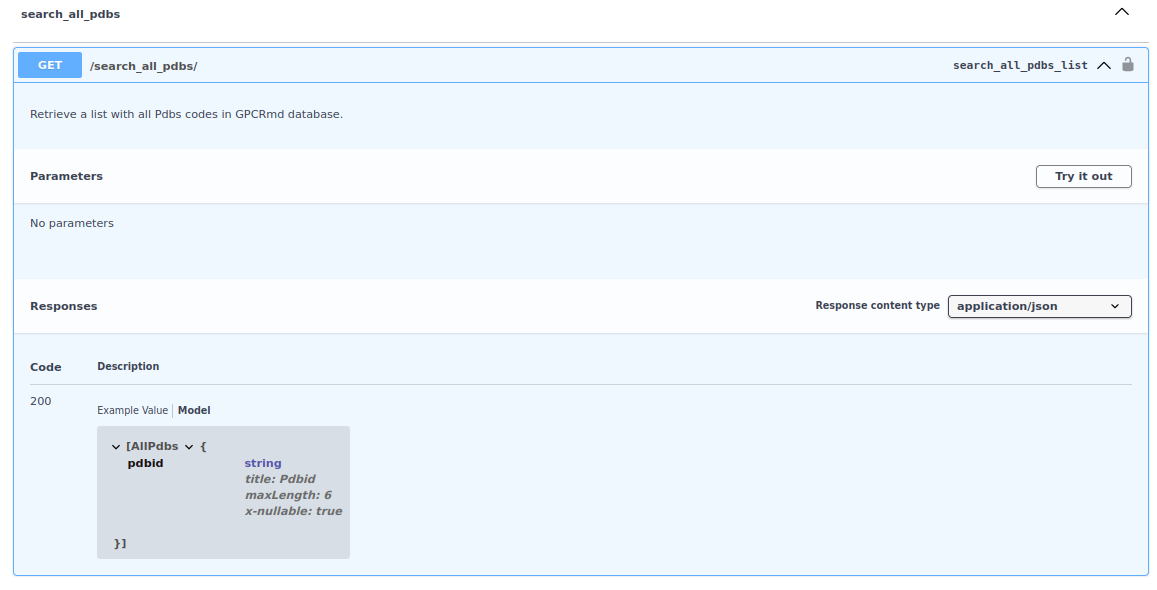 search_all_pdbs
GET /search_all_pdbs/ search_all_pdbs_list
Retrieve a list with all Pdbs codes in GPCRmd database.
Parameters Try it out
No parameters
Responses Response content type application/json
Code Description
200
Example Value Model
[AllPdbs {
pdbid string
title: Pdbid
maxLength: 6
x-nullable: true
}]